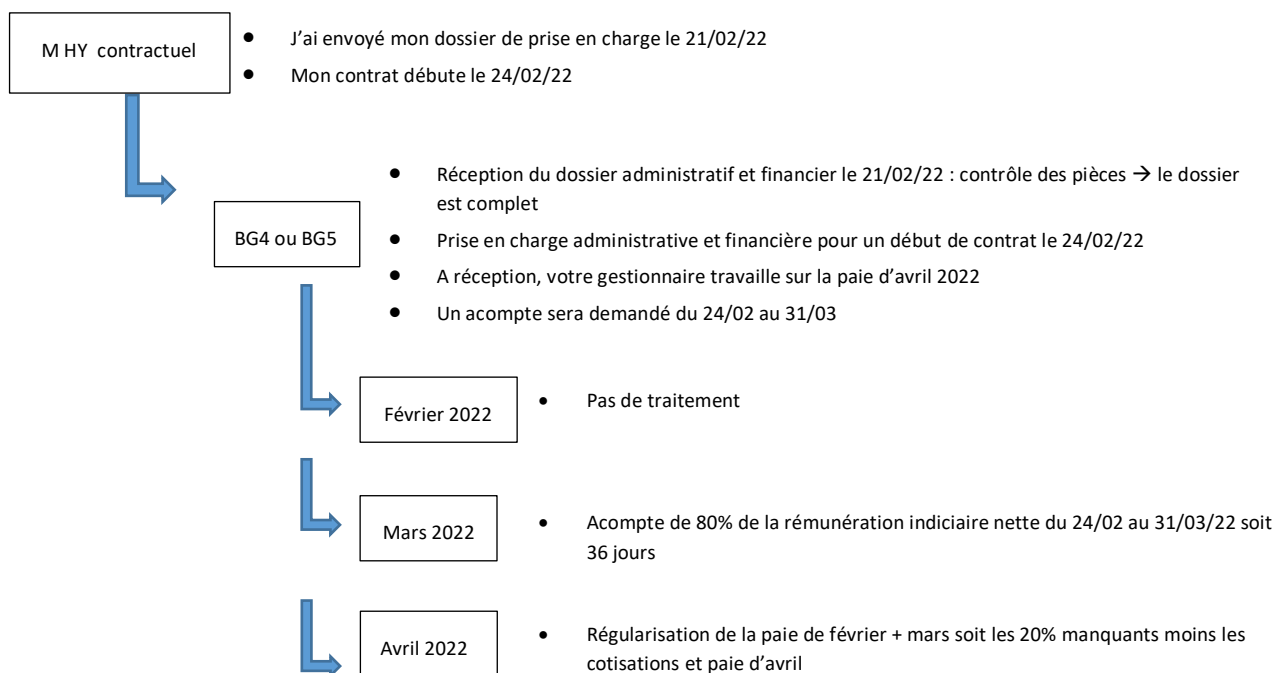 M HY contractuel
● J’ai envoyé mon dossier de prise en charge le 21/02/22
● Mon contrat débute le 24/02/22
BG4 ou BG5
● Réception du dossier administratif et financier le 21/02/22 : contrôle des pièces → le dossier
est complet
● Prise en charge administrative et financière pour un début de contrat le 24/02/22
● A réception, votre gestionnaire travaille sur la paie d’avril 2022
● Un acompte sera demandé du 24/02 au 31/03
Février 2022
● Pas de traitement
Mars 2022
● Acompte de 80% de la rémunération indiciaire nette du 24/02 au 31/03/22 soit
36 jours
Avril 2022
● Régularisation de la paie de février + mars soit les 20% manquants moins les
cotisations et paie d’avril